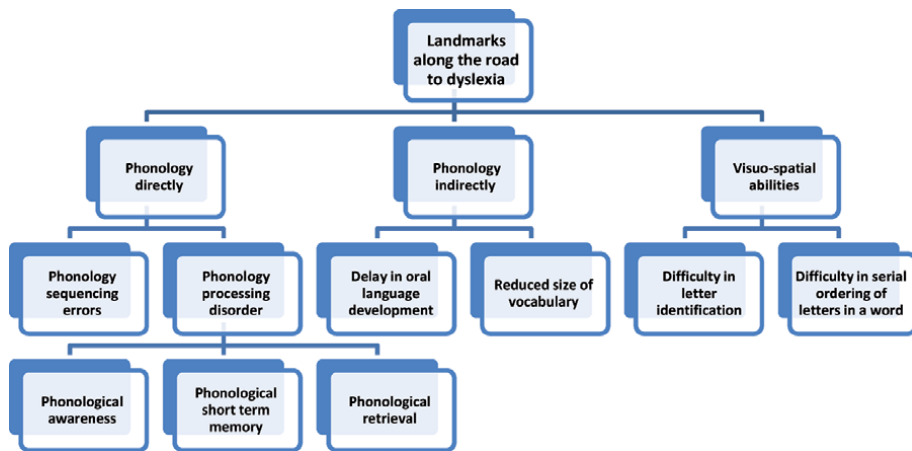 Landmarks
along the road
to dyslexia
Phonology
directly
Phonology
indirectly
Visuo-spatial
abilities
Phonology
sequencing
errors
Phonology
processing
disorder
Delay in oral
language
development
Reduced size of
vocabulary
Difficulty in
letter
identification
Difficulty in serial
ordering of
letters in a word
Phonological
awareness
Phonological
short term
memory
Phonological
retrieval